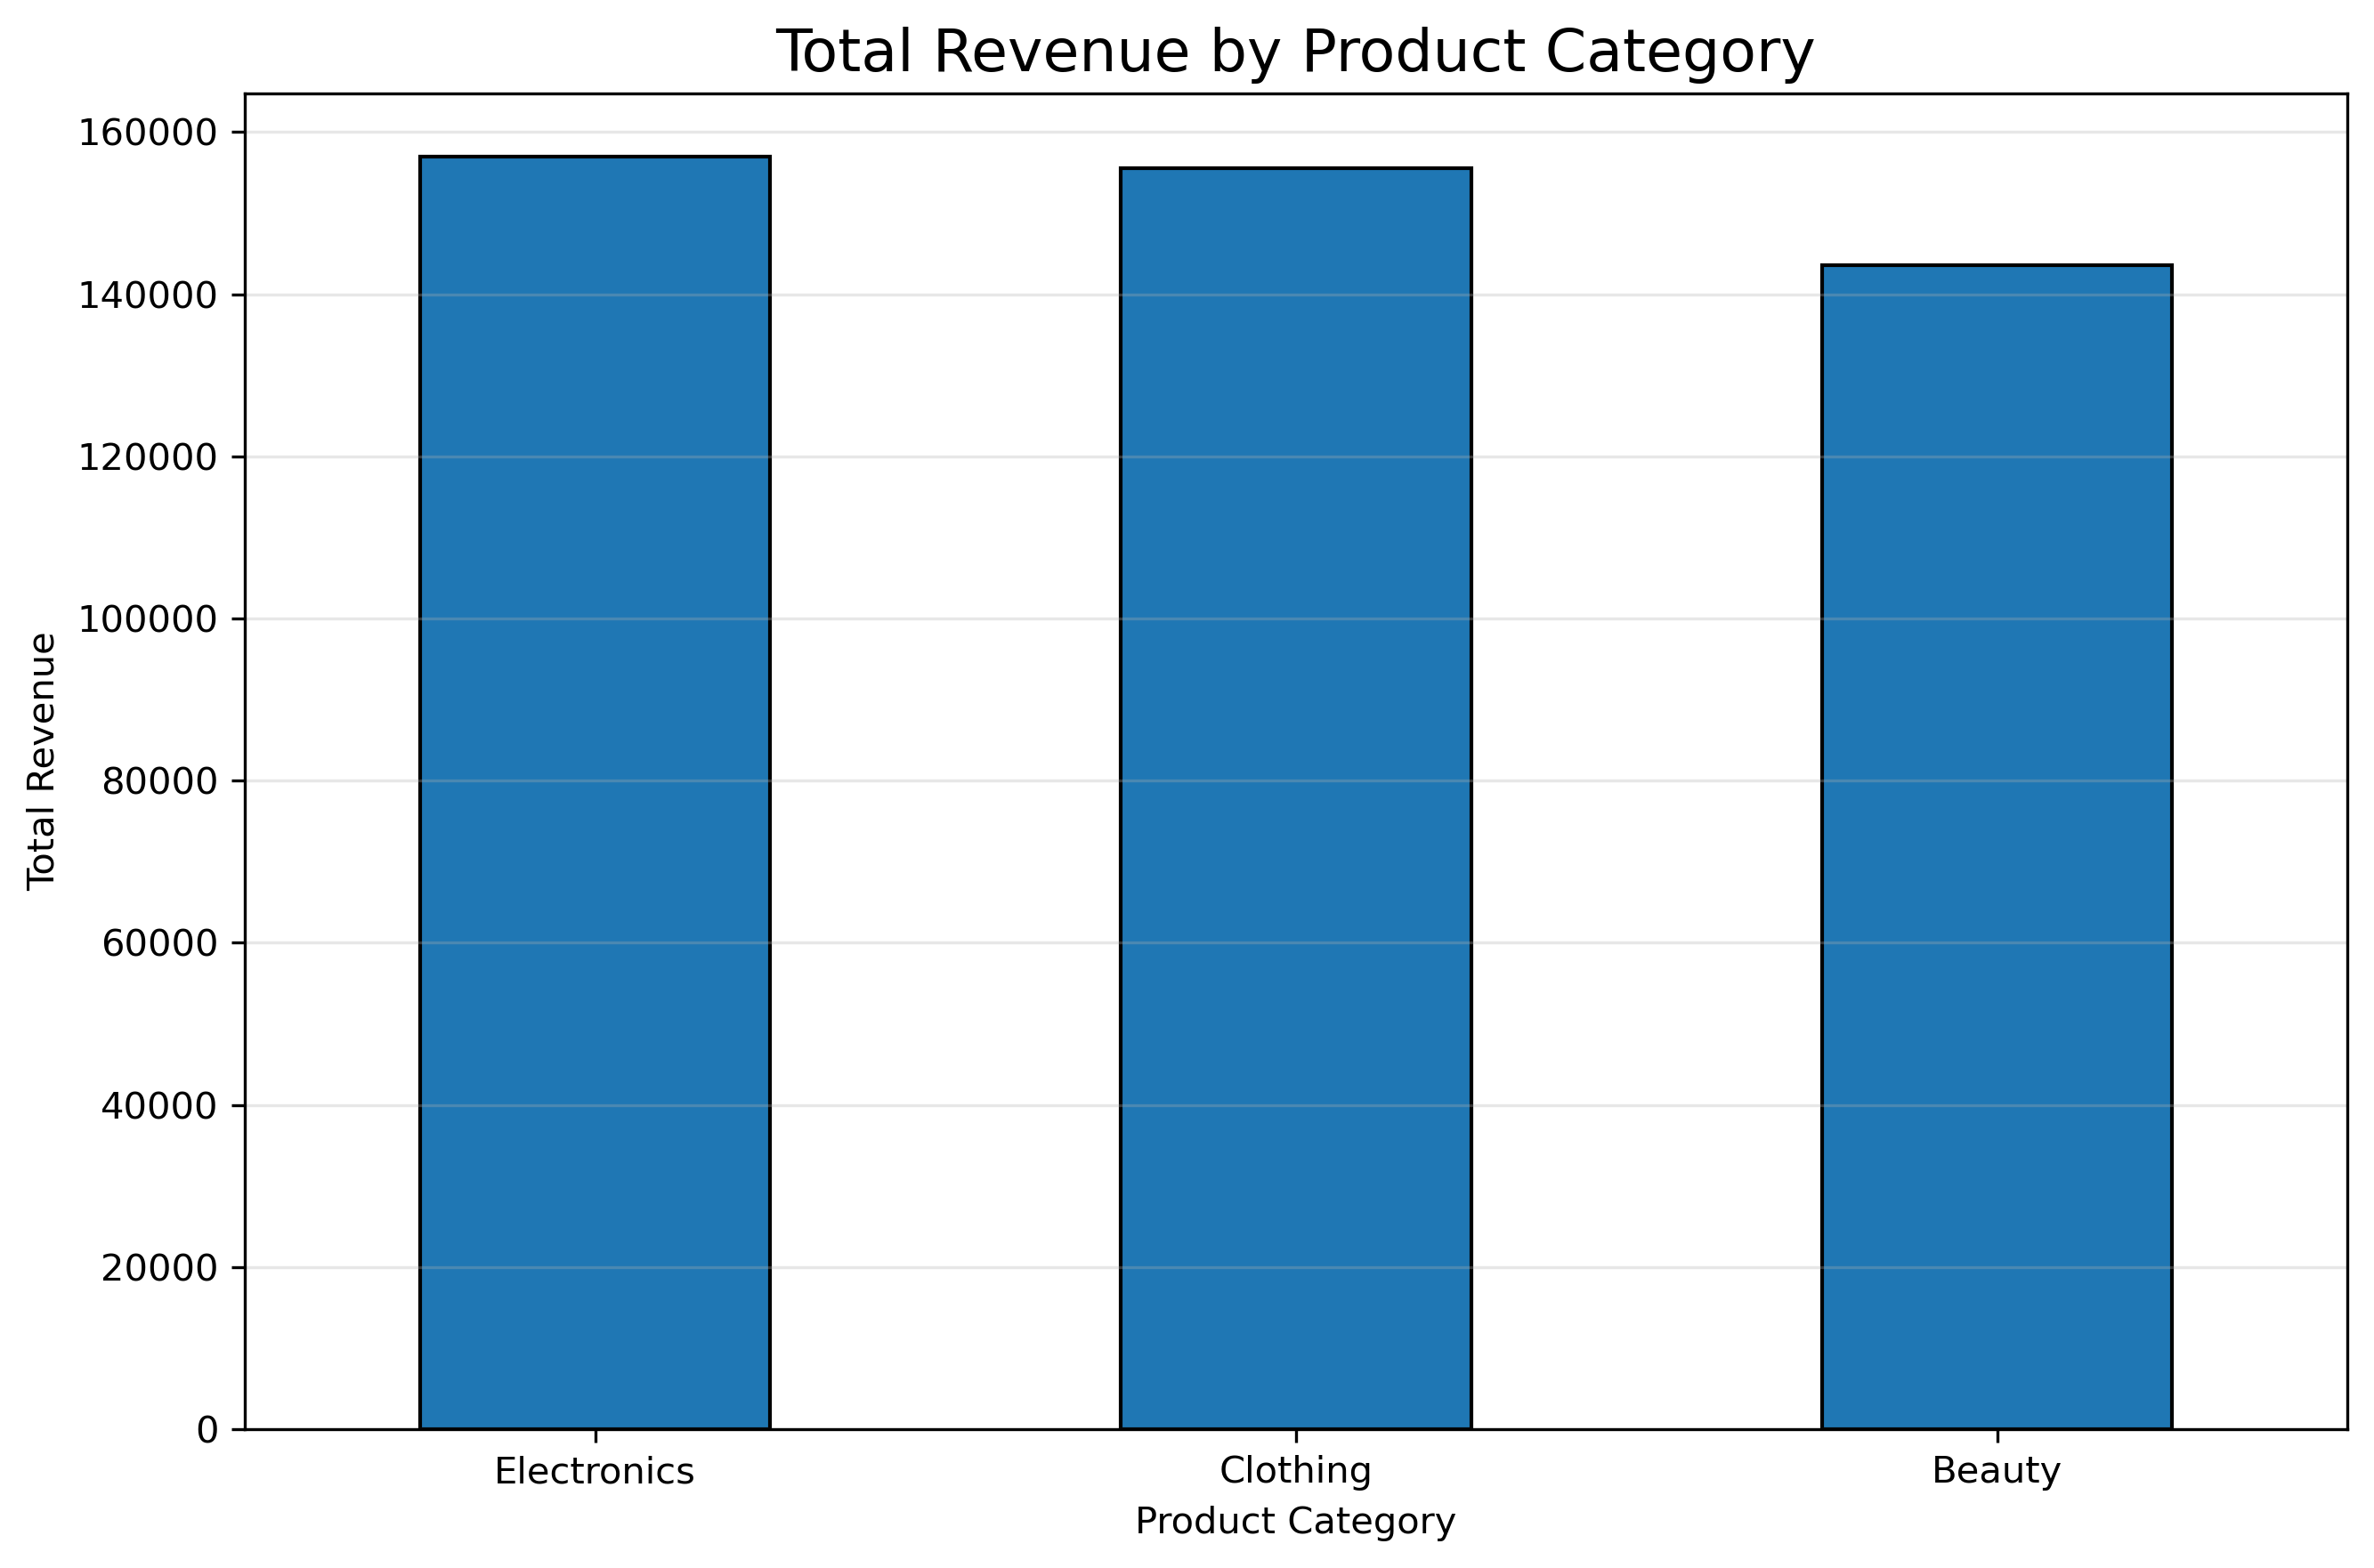 Total Revenue by Product Category
Total Revenue
160000
140000
120000
100000
80000
60000
40000
20000
0
Electronics Clothing Beauty
Product Category